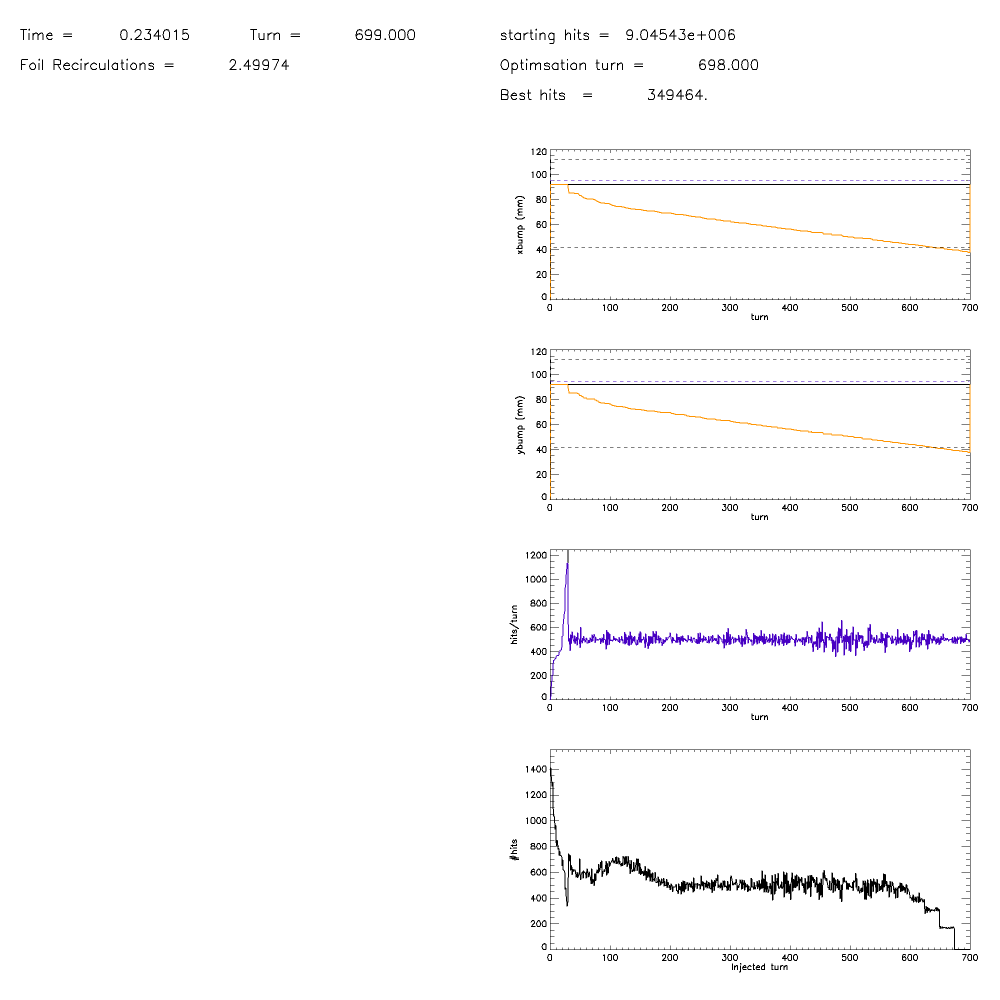 Time = 0.234015 Turn = 699.000 starting hits = 9.04543e+006
Foil Recirculations = 2.49974 Optimsation turn = 698.000
Best hits = 349464.
120
100
80
60
40
20
0
xbump (mm)
0 100 200 300 400 500 600 700
turn
120
100
80
60
40
20
0
ybump (mm)
0 100 200 300 400 500 600 700
turn
1200
1000
800
600
400
200
0
hits/turn
0 100 200 300 400 500 600 700
turn
1400
1200
1000
800
600
400
200
0
#hits
0 100 200 300 400 500 600 700
Injected turn